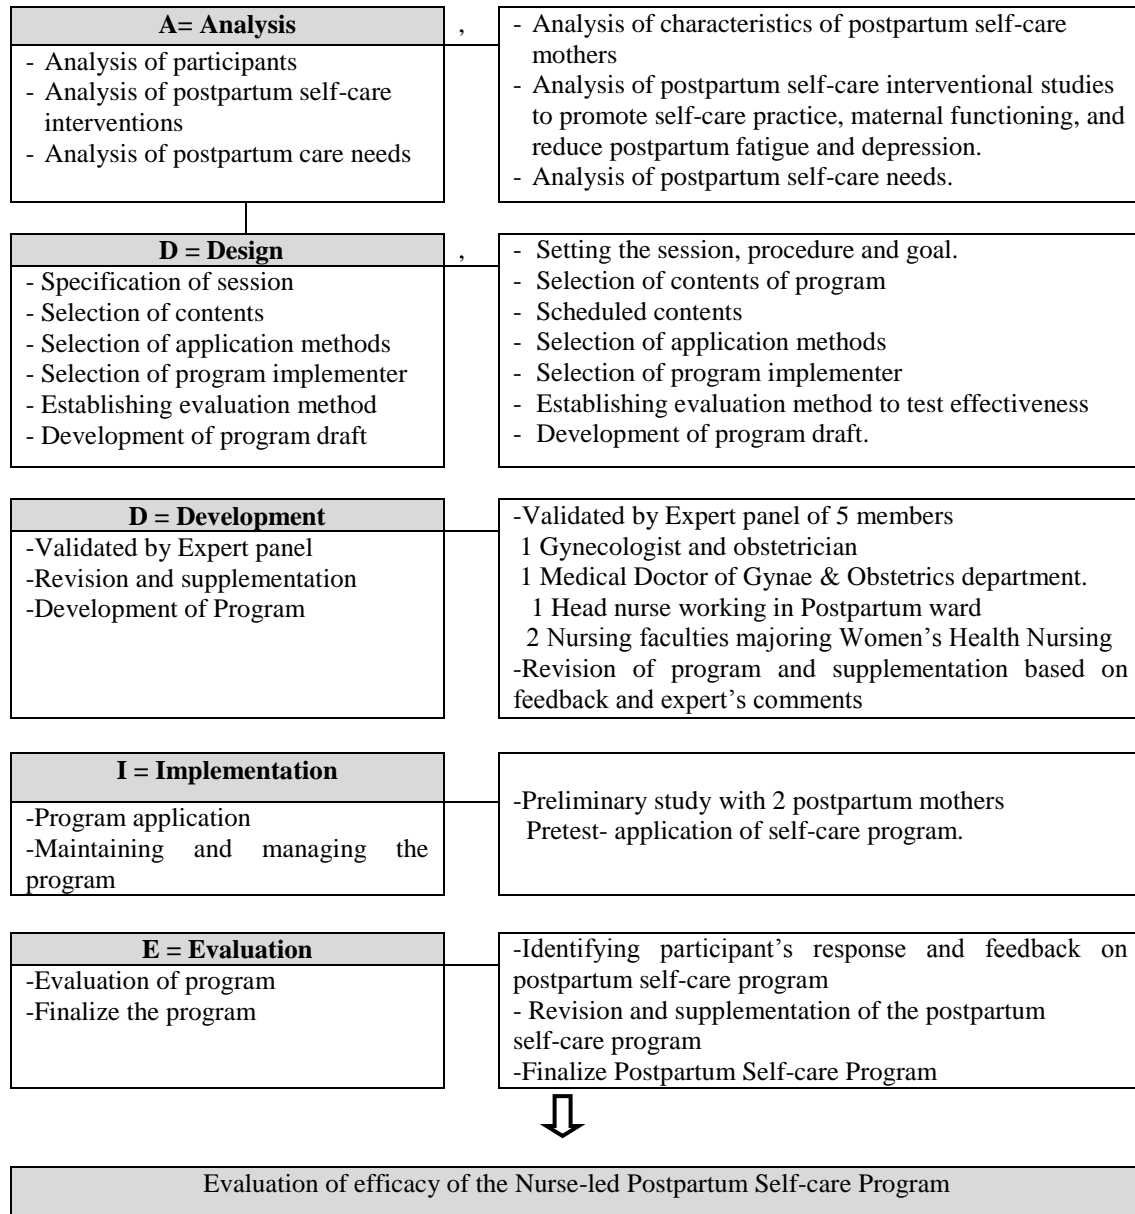 A= Analysis
- Analysis of participants
- Analysis of postpartum self-care
interventions
- Analysis of postpartum care needs
,
- Analysis of characteristics of postpartum self-care
mothers
- Analysis of postpartum self-care interventional studies
to promote self-care practice, maternal functioning, and
reduce postpartum fatigue and depression.
- Analysis of postpartum self-care needs.
D = Design
- Specification of session
- Selection of contents
- Selection of application methods
- Selection of program implementer
- Establishing evaluation method
- Development of program draft
,
- Setting the session, procedure and goal.
- Selection of contents of program
- Scheduled contents
- Selection of application methods
- Selection of program implementer
- Establishing evaluation method to test effectiveness
- Development of program draft.
D = Development
-Validated by Expert panel
-Revision and supplementation
-Development of Program
-Validated by Expert panel of 5 members
1 Gynecologist and obstetrician
1 Medical Doctor of Gynae & Obstetrics department.
1 Head nurse working in Postpartum ward
2 Nursing faculties majoring Women's Health Nursing
-Revision of program and supplementation based on
feedback and expert's comments
I = Implementation
-Program application
-Maintaining and managing the
program
-Preliminary study with 2 postpartum mothers
Pretest- application of self-care program.
E = Evaluation
-Evaluation of program
-Finalize the program
-Identifying participant's response and feedback on
postpartum self-care program
- Revision and supplementation of the postpartum
self-care program
-Finalize Postpartum Self-care Program
Evaluation of efficacy of the Nurse-led Postpartum Self-care Program